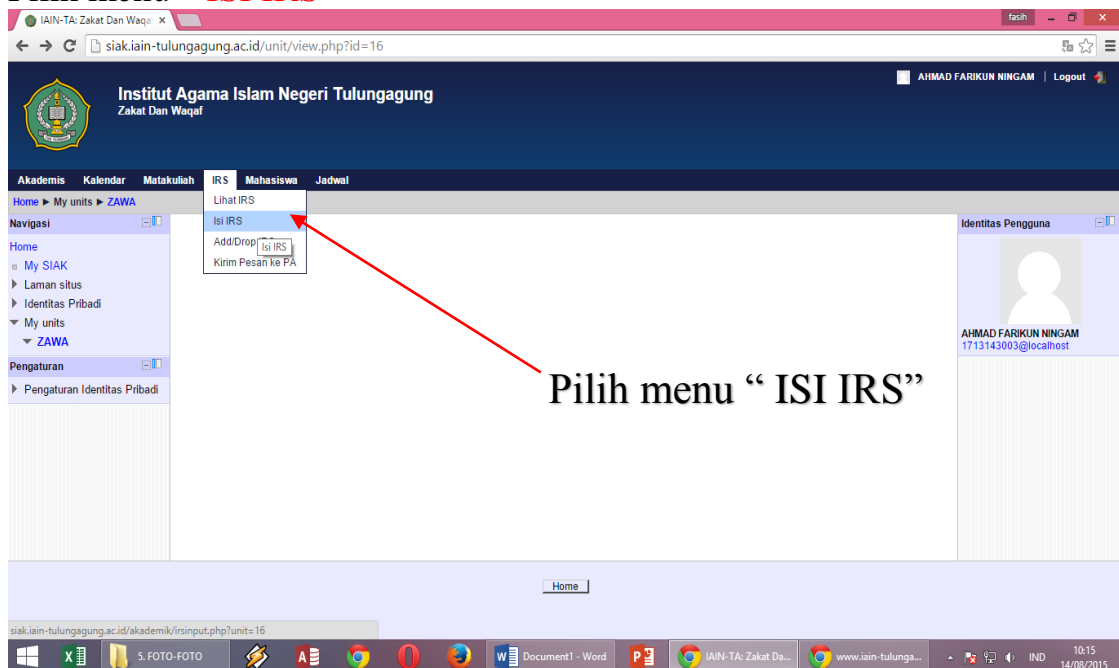 IAIN-TA: Zakat Dan Waqa
fasih
siak.iain-tulungagung.ac.id/unit/view.php?id=16
AHMAD FARIKUN NINGAM | Logout
Institut Agama Islam Negeri Tulungagung
Zakat Dan Waqaf
Akademis Kalendar Matakuliah IRS Mahasiswa Jadwal
Home ► My units ► ZAWA
Lihat IRS
Isi IRS
Add/Drop
Isi IRS
Kirim Pesan ke PA
Navigasi
Home
My SIAK
Laman situs
Identitas Pribadi
My units
ZAWA
Pengaturan
Pengaturan Identitas Pribadi
Identitas Pengguna
AHMAD FARIKUN NINGAM
1713143003@localhost
Pilih menu “ ISI IRS”
Home
siak.iain-tulungagung.ac.id/akademik/irsinput.php?unit=16
5. FOTO-FOTO
Document1 - Word
IAIN-TA: Zakat Da...
www.iain-tulunga...
IND
10:15